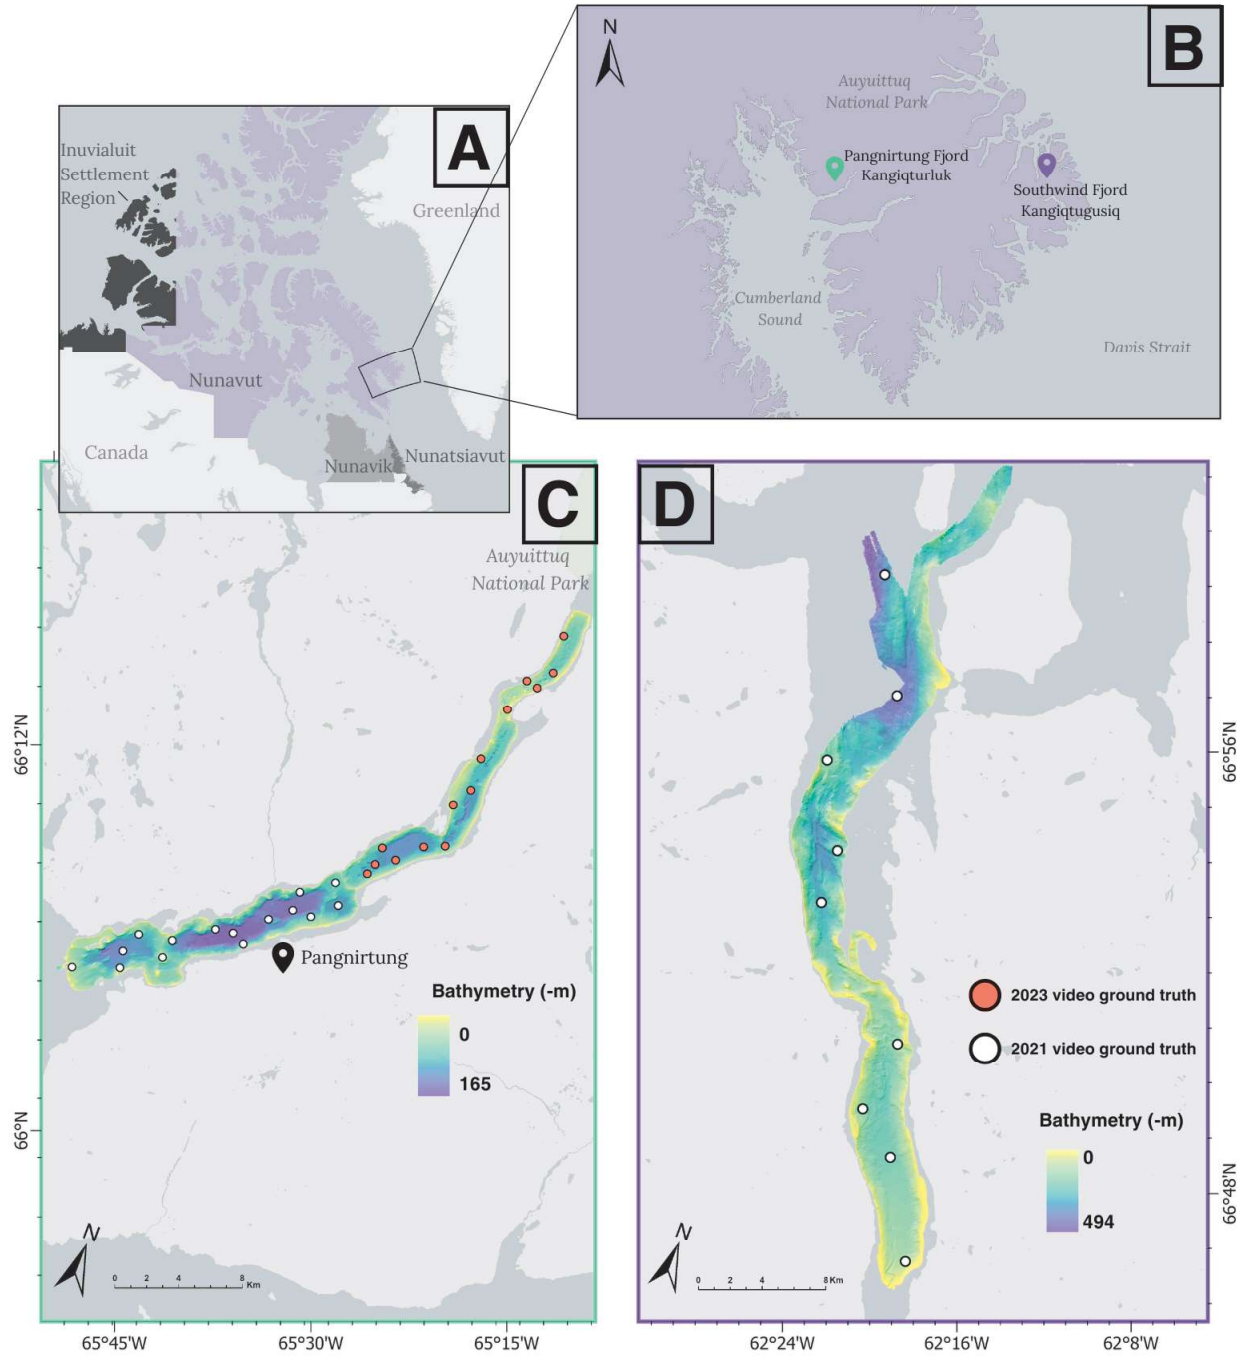 A
Inuvialuit
Settlement
Region
Greenland
Nunavut
Canada
Nunavik
Nunatsiavut
B
N
Auyuittuq
National Park
Pangnirtung Fjord
Kangiqturluk
Southwind Fjord
Kangiqtugusiq
Cumberland
Sound
Davis Strait
C
Auyuittuq
National Park
66°12'N
66°N
Pangnirtung
Bathymetry (-m)
0
165
N
0 2 4 8 Km
65°45'W
65°30'W
65°15'W
D
66°56'N
66°48'N
2023 video ground truth
2021 video ground truth
Bathymetry (-m)
0
494
N
0 2 4 8 Km
62°24'W
62°16'W
62°8'W